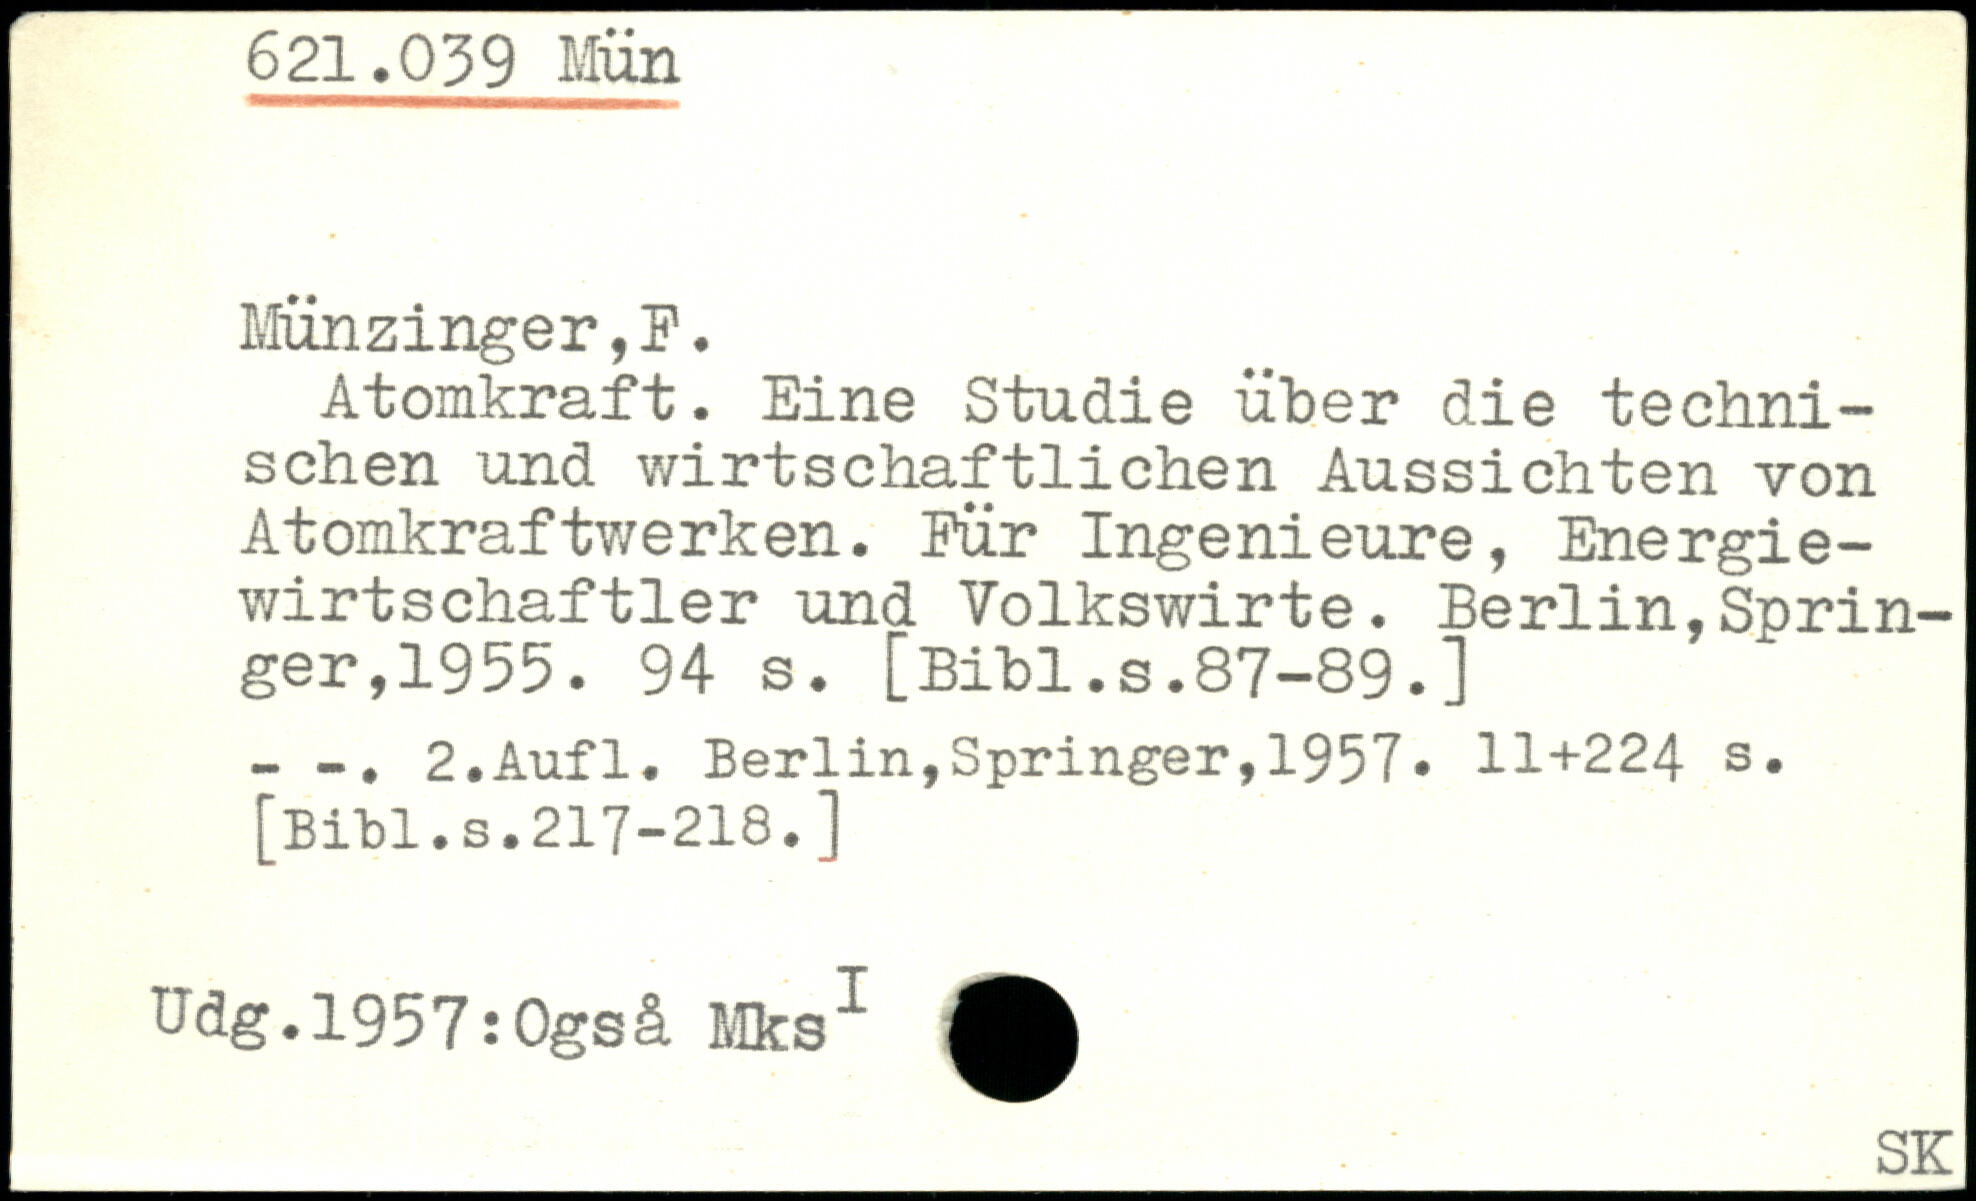 621.039 Mün
Münzinger,F.
Atomkraft. Eine Studie über die techni-
schen und wirtschaftlichen Aussichten von
Atomkraftwerken. Für Ingenieure, Energie-
wirtschaftler und Volkswirte. Berlin,Sprin-
ger,1955. 94 s. [Bibl.s.87-89.]
- -. 2.Aufl. Berlin,Springer,1957. 11+224 s.
[Bibl.s.217-218.]
Udg.1957:Også Mks I
SK